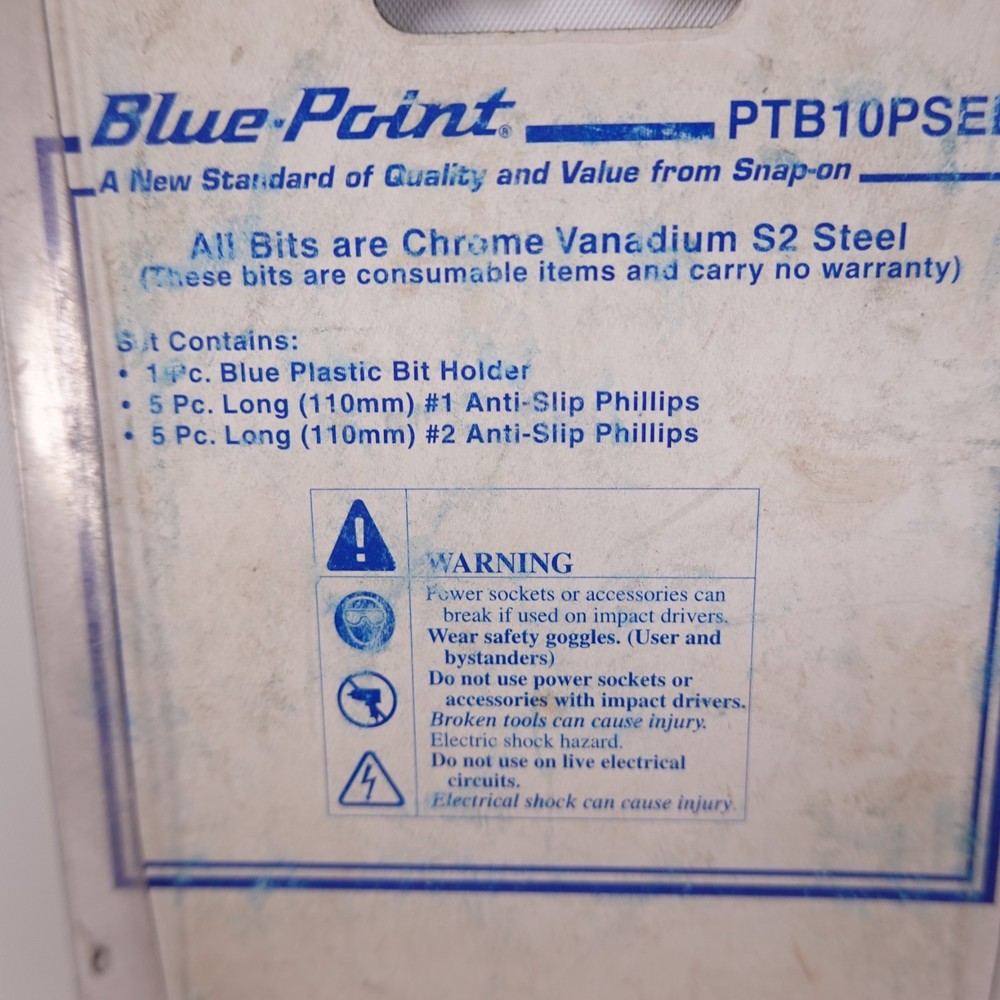 Blue-Point®
PTB10PSE
A New Standard of Quality and Value from Snap-on
All Bits are Chrome Vanadium S2 Steel
(These bits are consumable items and carry no warranty)
Set Contains:
• 1 Pc. Blue Plastic Bit Holder
• 5 Pc. Long (110mm) #1 Anti-Slip Phillips
• 5 Pc. Long (110mm) #2 Anti-Slip Phillips
WARNING
Power sockets or accessories can
break if used on impact drivers.
Wear safety goggles. (User and
bystanders)
Do not use power sockets or
accessories with impact drivers.
Broken tools can cause injury.
Electric shock hazard.
Do not use on live electrical
circuits.
Electrical shock can cause injury.